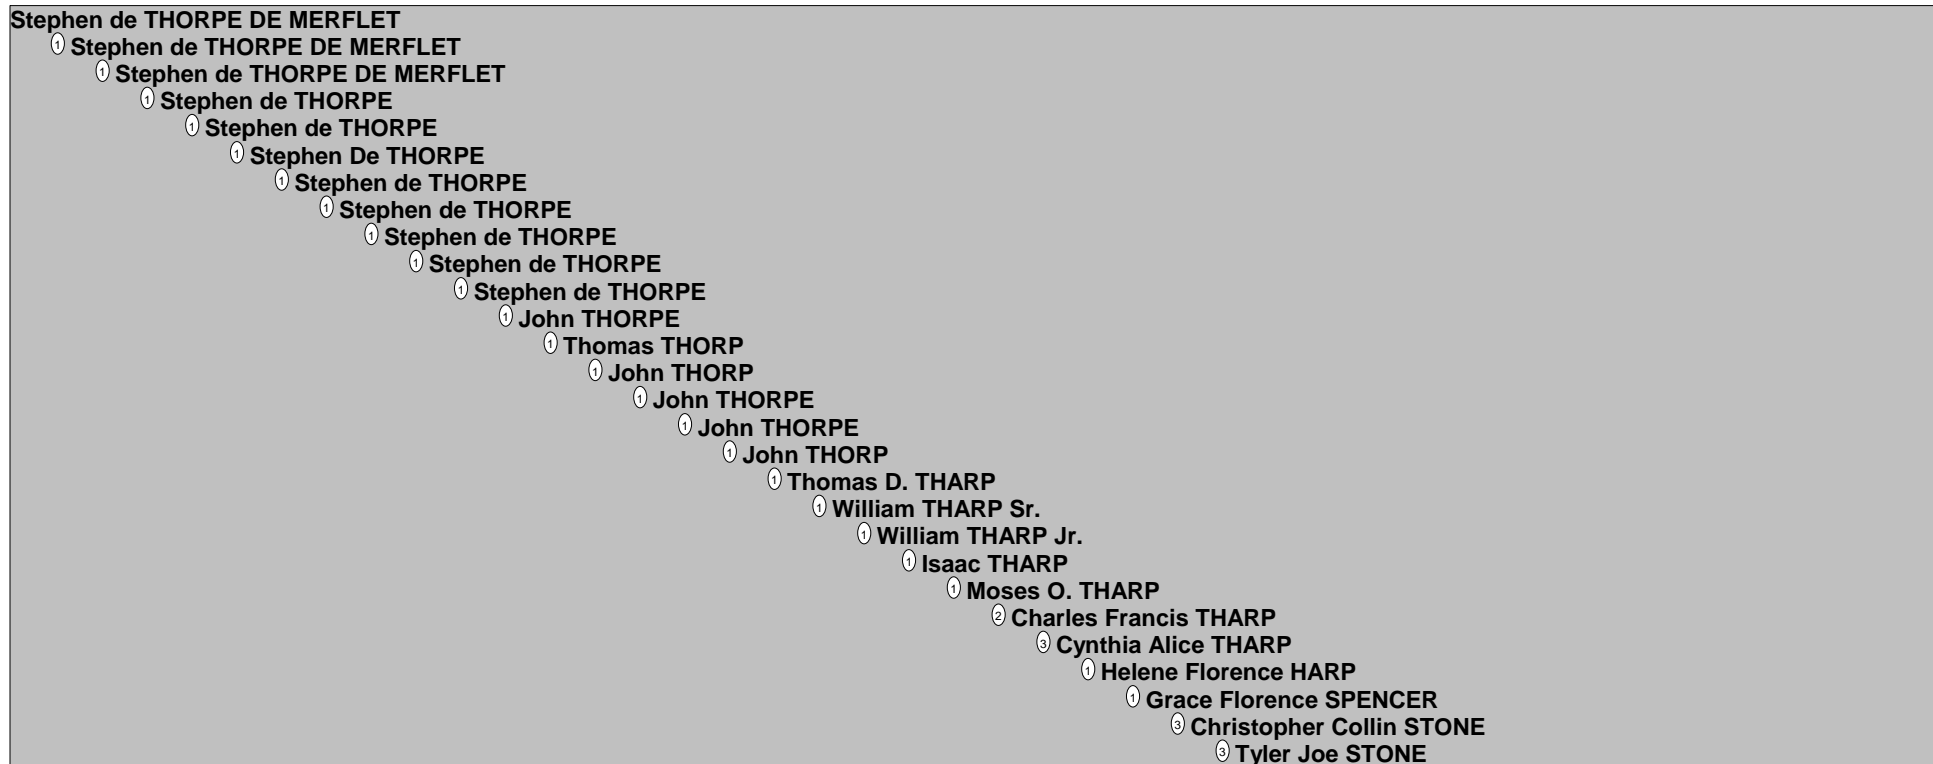 Stephen de THORPE DE MERFLET
1 Stephen de THORPE DE MERFLET
1 Stephen de THORPE DE MERFLET
1 Stephen de THORPE
1 Stephen de THORPE
1 Stephen De THORPE
1 Stephen de THORPE
1 Stephen de THORPE
1 Stephen de THORPE
1 Stephen de THORPE
1 Stephen de THORPE
1 John THORPE
1 Thomas THORP
1 John THORP
1 John THORPE
1 John THORPE
1 John THORP
1 Thomas D. THARP
1 William THARP Sr.
1 William THARP Jr.
1 Isaac THARP
1 Moses O. THARP
2 Charles Francis THARP
3 Cynthia Alice THARP
1 Helene Florence HARP
1 Grace Florence SPENCER
3 Christopher Collin STONE
3 Tyler Joe STONE